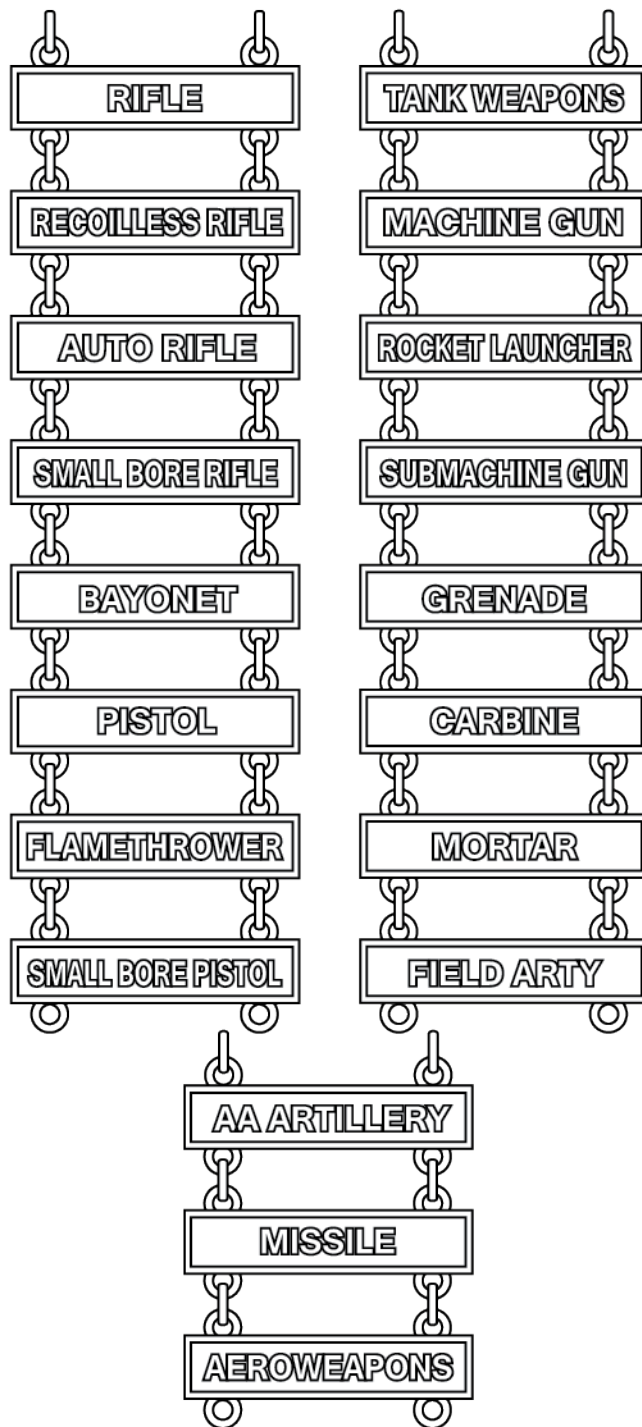 RIFLE
RECOILLESS RIFLE
AUTO RIFLE
SMALL BORE RIFLE
BAYONET
PISTOL
FLAMETHROWER
SMALL BORE PISTOL
TANK WEAPONS
MACHINE GUN
ROCKET LAUNCHER
SUBMACHINE GUN
GRENADE
CARBINE
MORTAR
FIELD ARTY
AA ARTILLERY
MISSILE
AEROWEAPONS